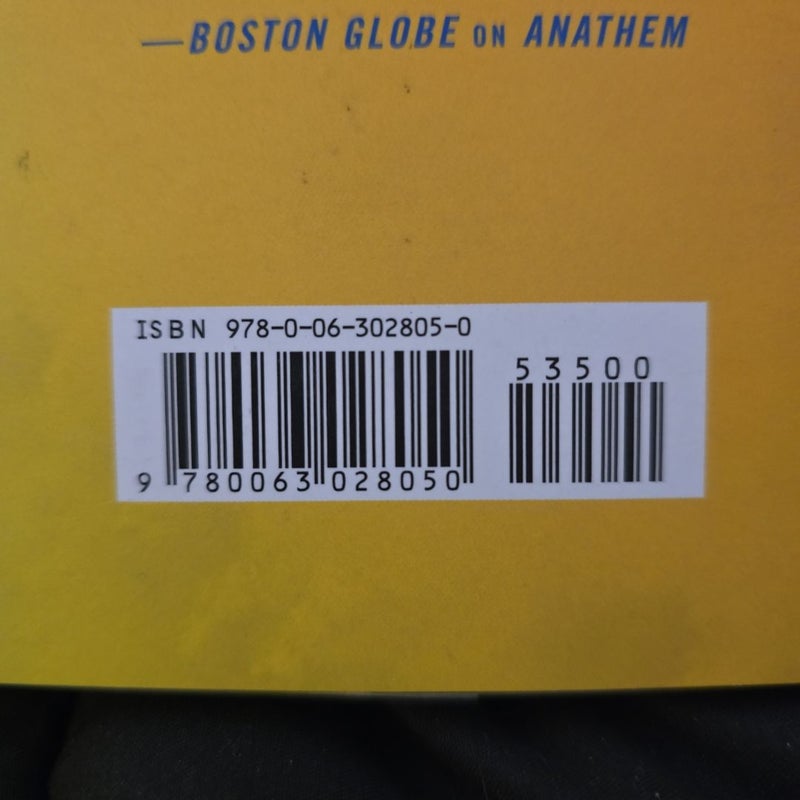 —BOSTON GLOBE ON ANATHEM
ISBN 978-0-06-302805-0
53500
9 780063 028050